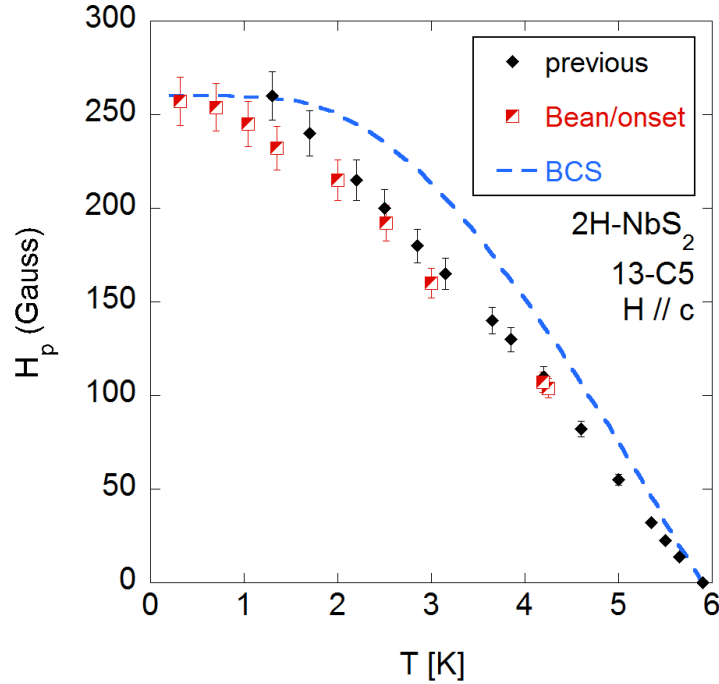 300
250
200
150
100
50
0
H_p (Gauss)
previous
Bean/onset
BCS
2H-NbS₂
13-C5
H // c
0 1 2 3 4 5 6
T [K]